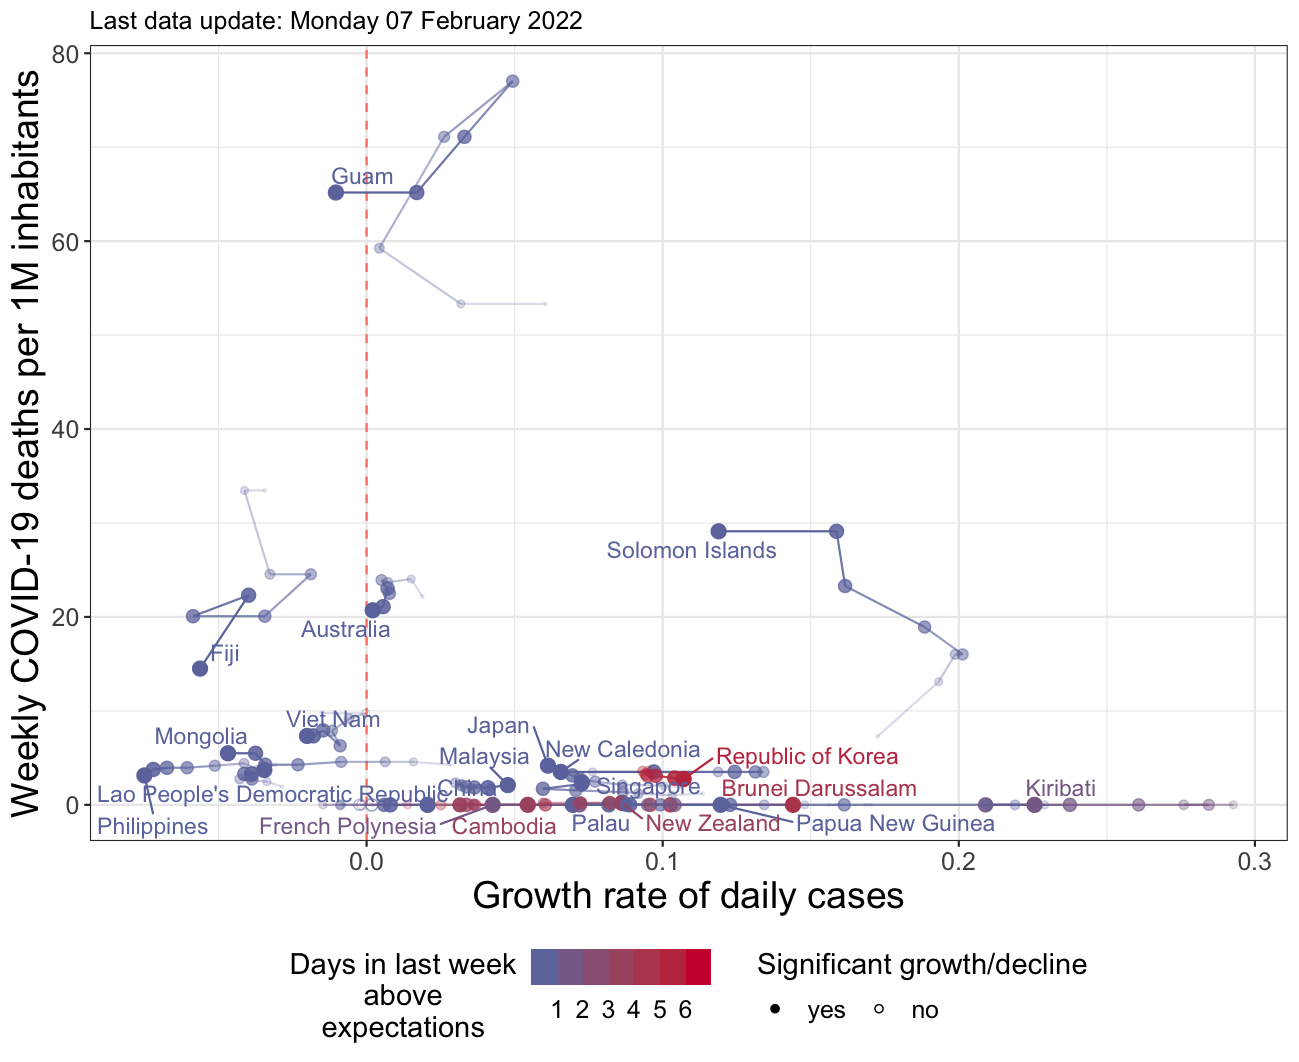 Last data update: Monday 07 February 2022
Weekly COVID-19 deaths per 1M inhabitants
80
60
40
20
0
Guam
Solomon Islands
Australia
Fiji
Viet Nam
Mongolia
Japan
Malaysia
New Caledonia
Republic of Korea
Lao People's Democratic Republic
China
Singapore
Brunei Darussalam
Kiribati
Philippines
French Polynesia
Cambodia
Palau
New Zealand
Papua New Guinea
0.0
0.1
0.2
0.3
Growth rate of daily cases
Days in last week
above
expectations
1 2 3 4 5 6
Significant growth/decline
yes
no